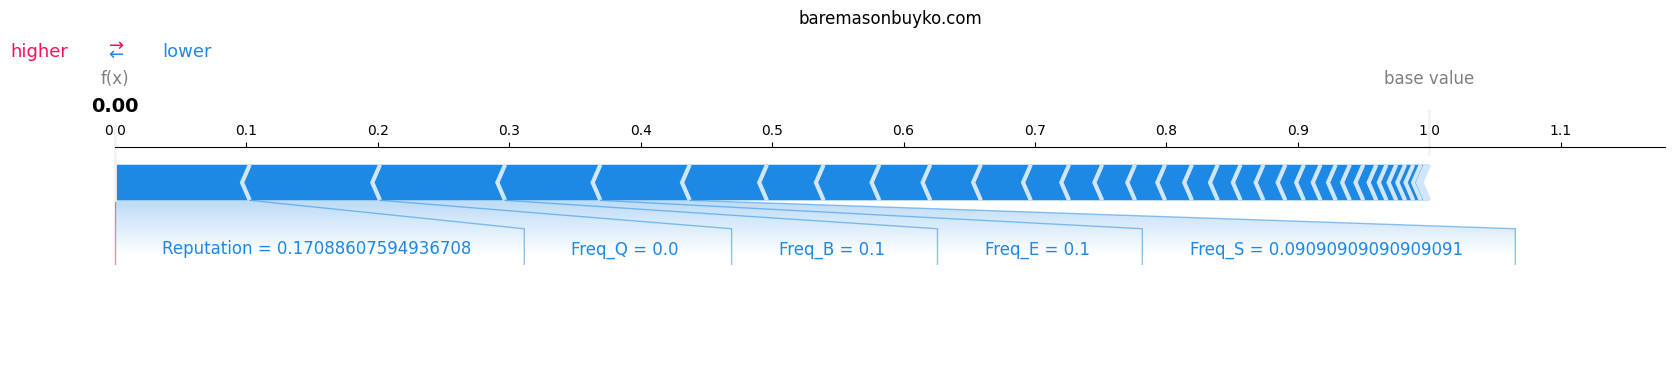 baremasonbuyko.com
higher → ← lower
f(x) base value
0.00
0.0 0.1 0.2 0.3 0.4 0.5 0.6 0.7 0.8 0.9 1.0 1.1
Reputation = 0.17088607594936708 Freq_Q = 0.0 Freq_B = 0.1 Freq_E = 0.1 Freq_S = 0.09090909090909091